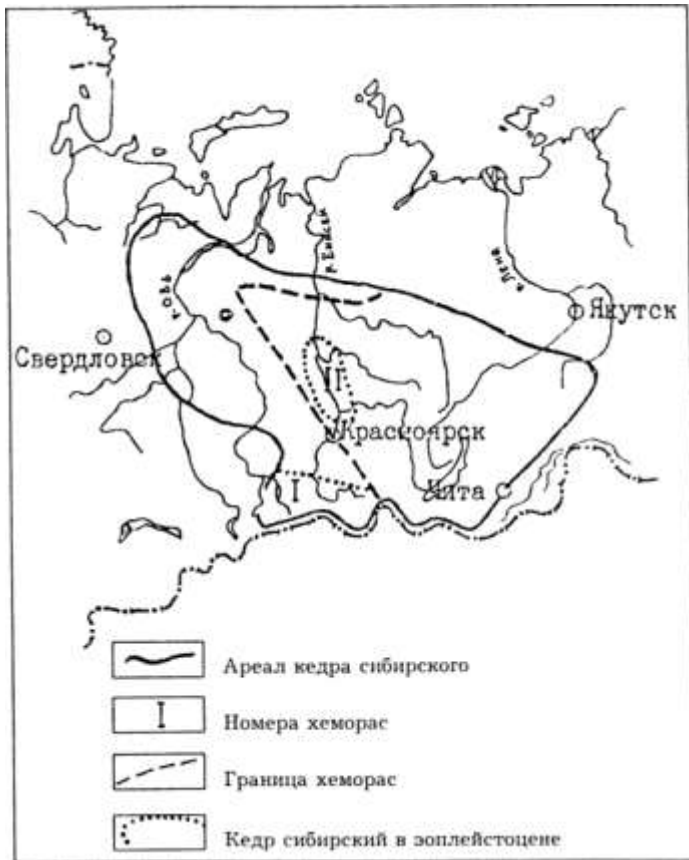 р. Енисей
р. Лена
р. Обь
Якутск
Свердловск
II
Красноярск
I
Чита
Ареал кедра сибирского
I
Номера хеморас
Граница хеморас
Кедр сибирский в эоплейстоцене